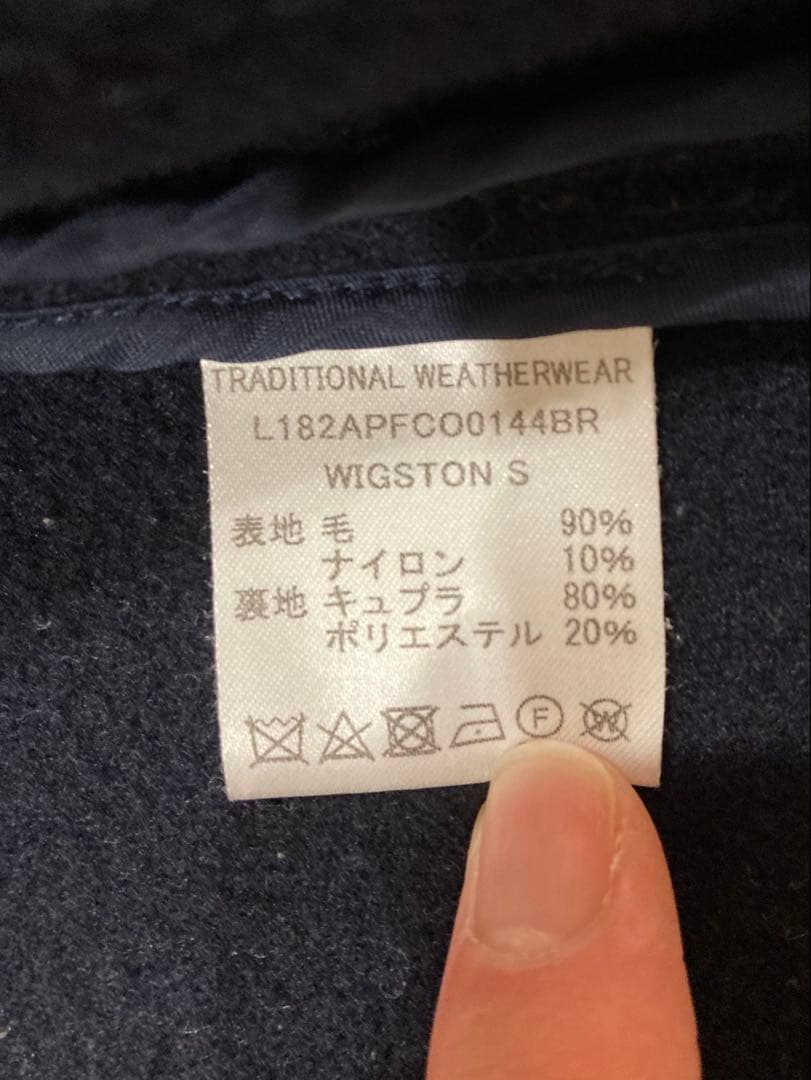 TRADITIONAL WEATHERWEAR
L182APFCO0144BR
WIGSTON S
表地 毛 90%
ナイロン 10%
裏地 キュプラ 80%
ポリエステル 20%
F W